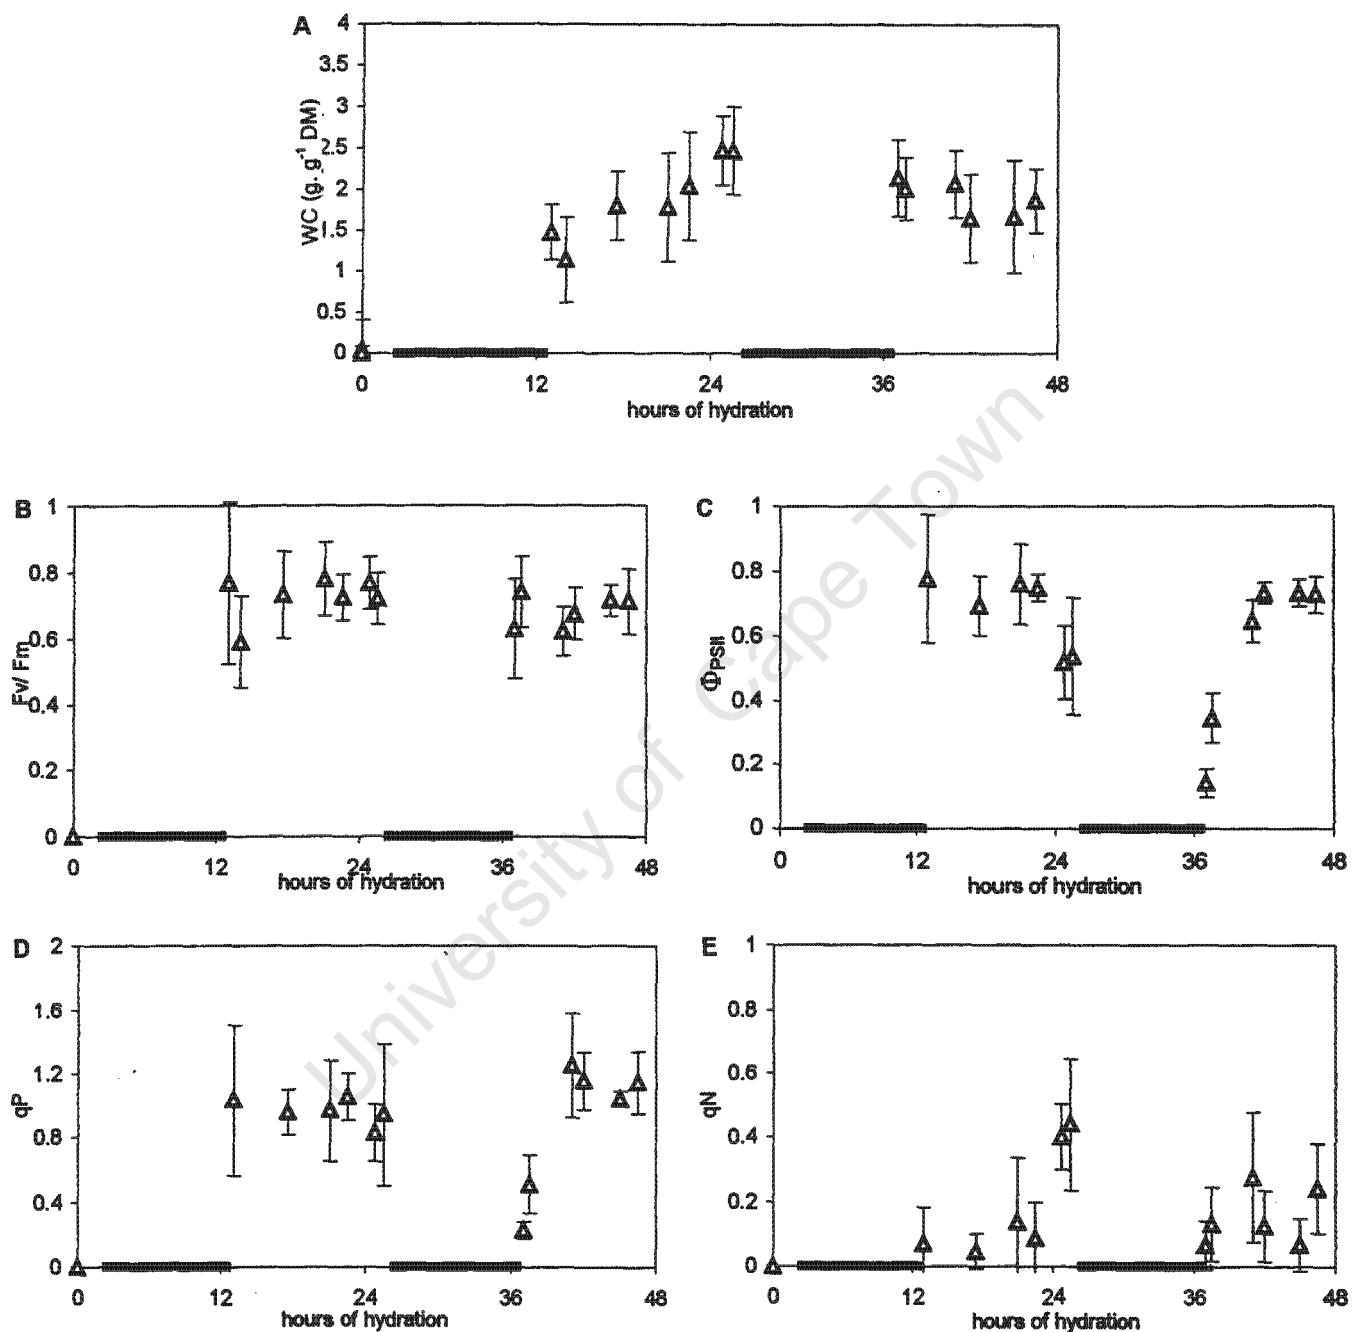 A
WC (g. g⁻¹ DM)
4
3.5
3
2.5
2
1.5
1
0.5
0
0 12 24 36 48
hours of hydration
B
Fv/ Fm
1
0.8
0.6
0.4
0.2
0
0 12 24 36 48
hours of hydration
C
ΦPSII
1
0.8
0.6
0.4
0.2
0
0 12 24 36 48
hours of hydration
D
qP
2
1.6
1.2
0.8
0.4
0
0 12 24 36 48
hours of hydration
E
qN
1
0.8
0.6
0.4
0.2
0
0 12 24 36 48
hours of hydration
University of Cape Town